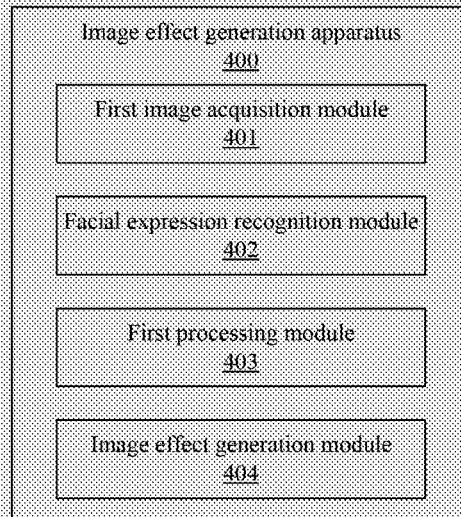 Image effect generation apparatus
400
First image acquisition module
401
Facial expression recognition module
402
First processing module
403
Image effect generation module
404